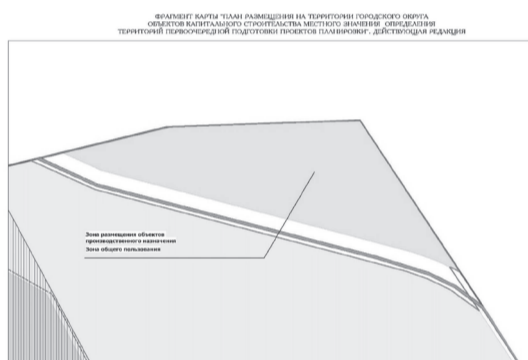 ФРАГМЕНТ КАРТЫ "ПЛАН РАЗМЕЩЕНИЯ НА ТЕРРИТОРИИ ГОРОДСКОГО ОКРУГА
ОБЪЕКТОВ КАПИТАЛЬНОГО СТРОИТЕЛЬСТВА МЕСТНОГО ЗНАЧЕНИЯ ОПРЕДЕЛЕНИЯ
ТЕРРИТОРИЙ ПЕРВООЧЕРЕДНОЙ ПОДГОТОВКИ ПРОЕКТОВ ПЛАНИРОВКИ". ДЕЙСТВУЮЩАЯ РЕДАКЦИЯ
Зона размещения объектов
производственного назначения
Зона общего пользования